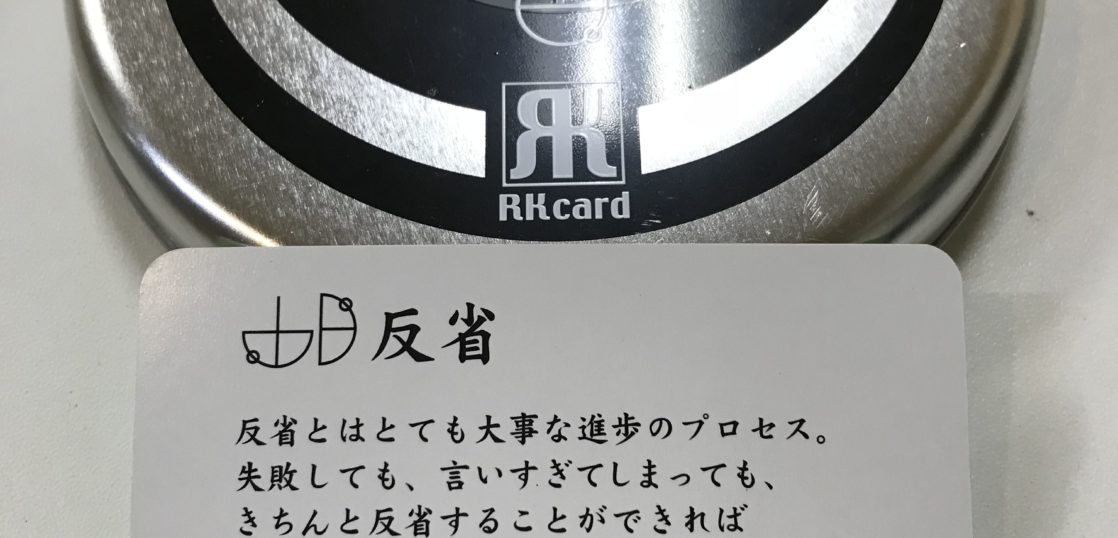 RK
RKcard
反省
反省とはとても大事な進歩のプロセス。
失敗しても、言いすぎてしまっても、
きちんと反省することができれば